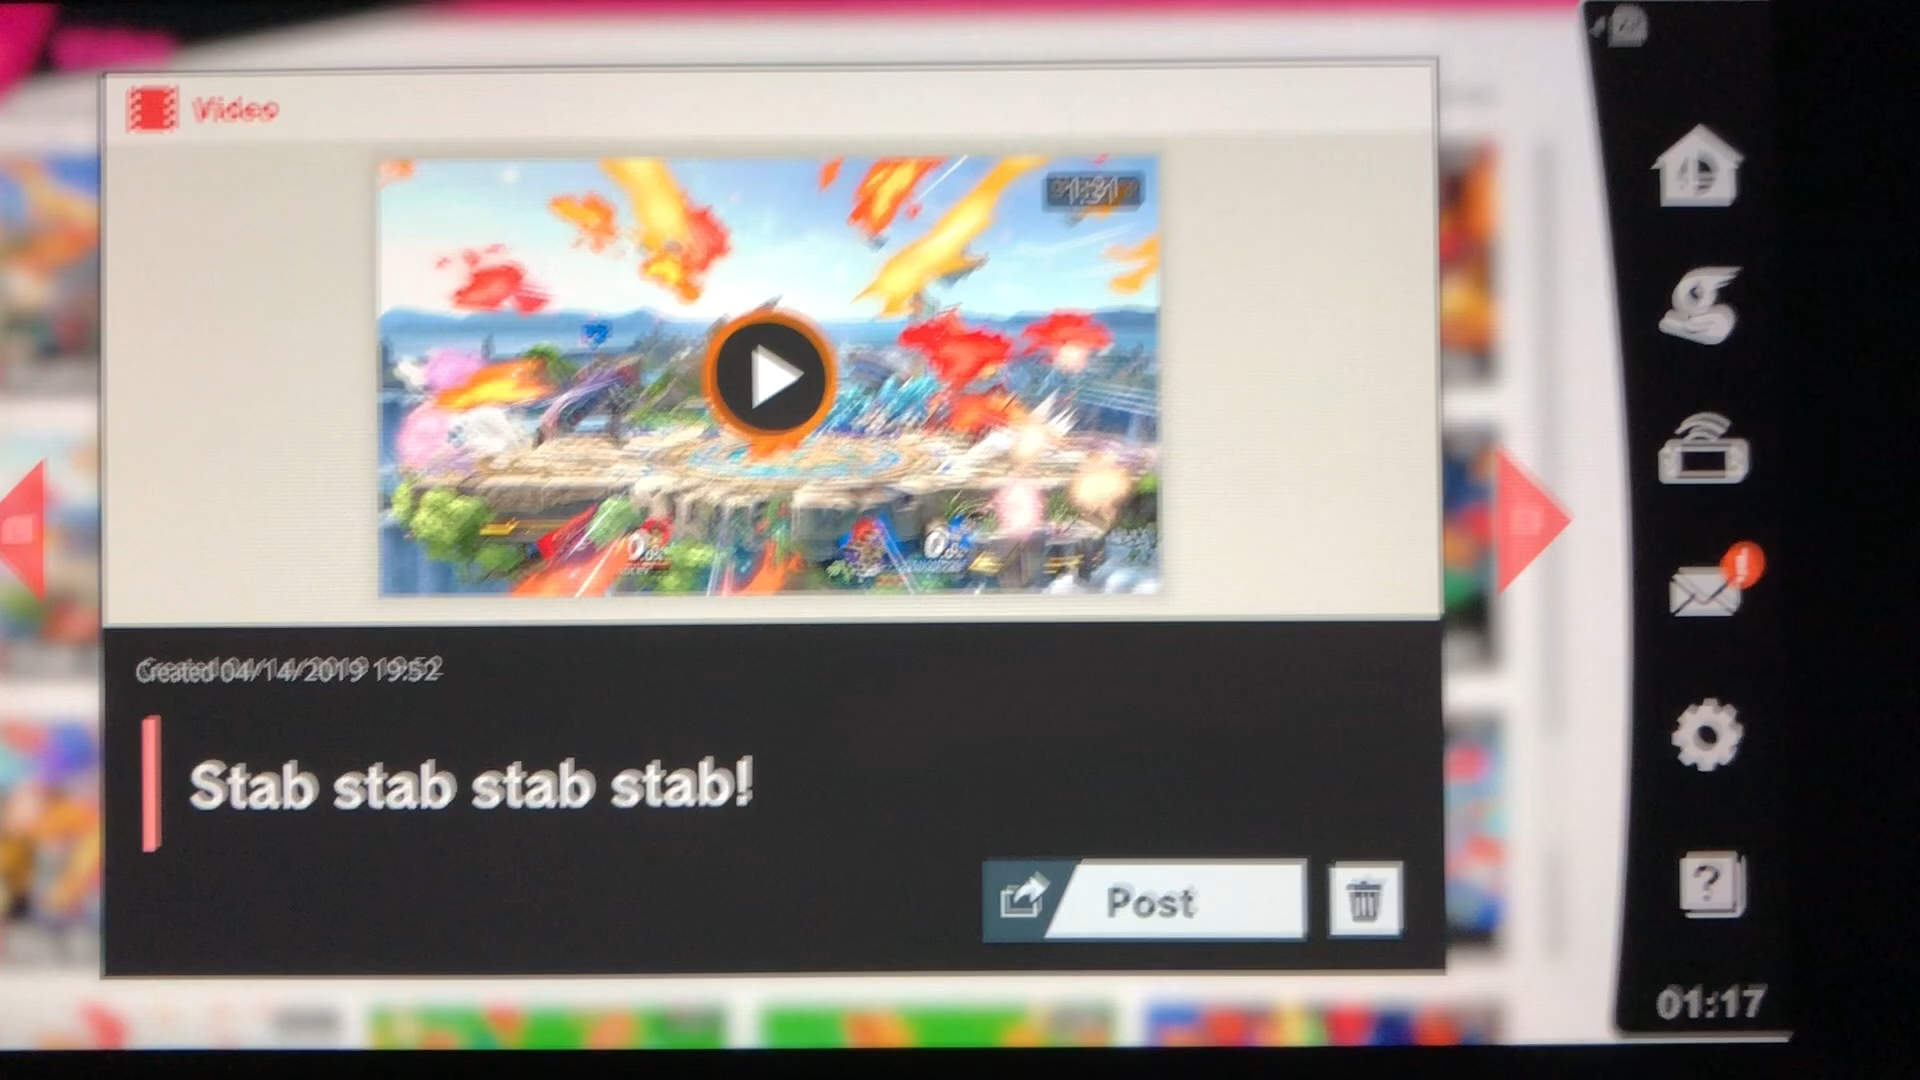 Video
1:31
Created 04/14/2019 19:52
Stab stab stab stab!
Post
?
01:17